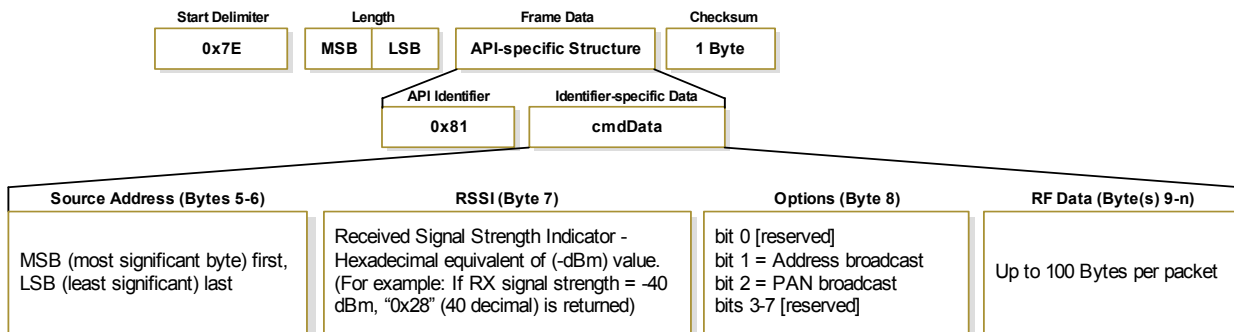 Start Delimiter Length Frame Data Checksum
0x7E MSB LSB API-specific Structure 1 Byte
API Identifier Identifier-specific Data
0x81 cmdData
Source Address (Bytes 5-6) RSSI (Byte 7) Options (Byte 8) RF Data (Byte(s) 9-n)
MSB (most significant byte) first,
LSB (least significant) last
Received Signal Strength Indicator -
Hexadecimal equivalent of (-dBm) value.
(For example: If RX signal strength = -40
dBm, “0x28” (40 decimal) is returned)
bit 0 [reserved]
bit 1 = Address broadcast
bit 2 = PAN broadcast
bits 3-7 [reserved]
Up to 100 Bytes per packet